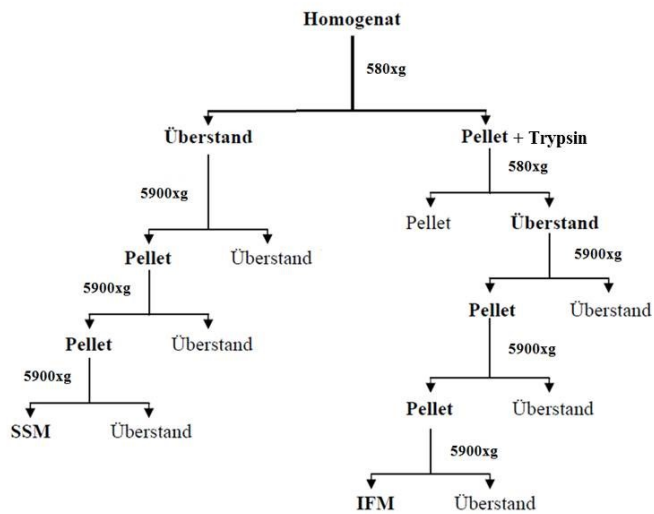 Homogenat
580xg
Überstand
Pellet + Trypsin
5900xg
580xg
Pellet
Überstand
Pellet
Überstand
5900xg
5900xg
Pellet
Überstand
Pellet
Überstand
5900xg
5900xg
Pellet
Überstand
SSM
Überstand
5900xg
IFM
Überstand